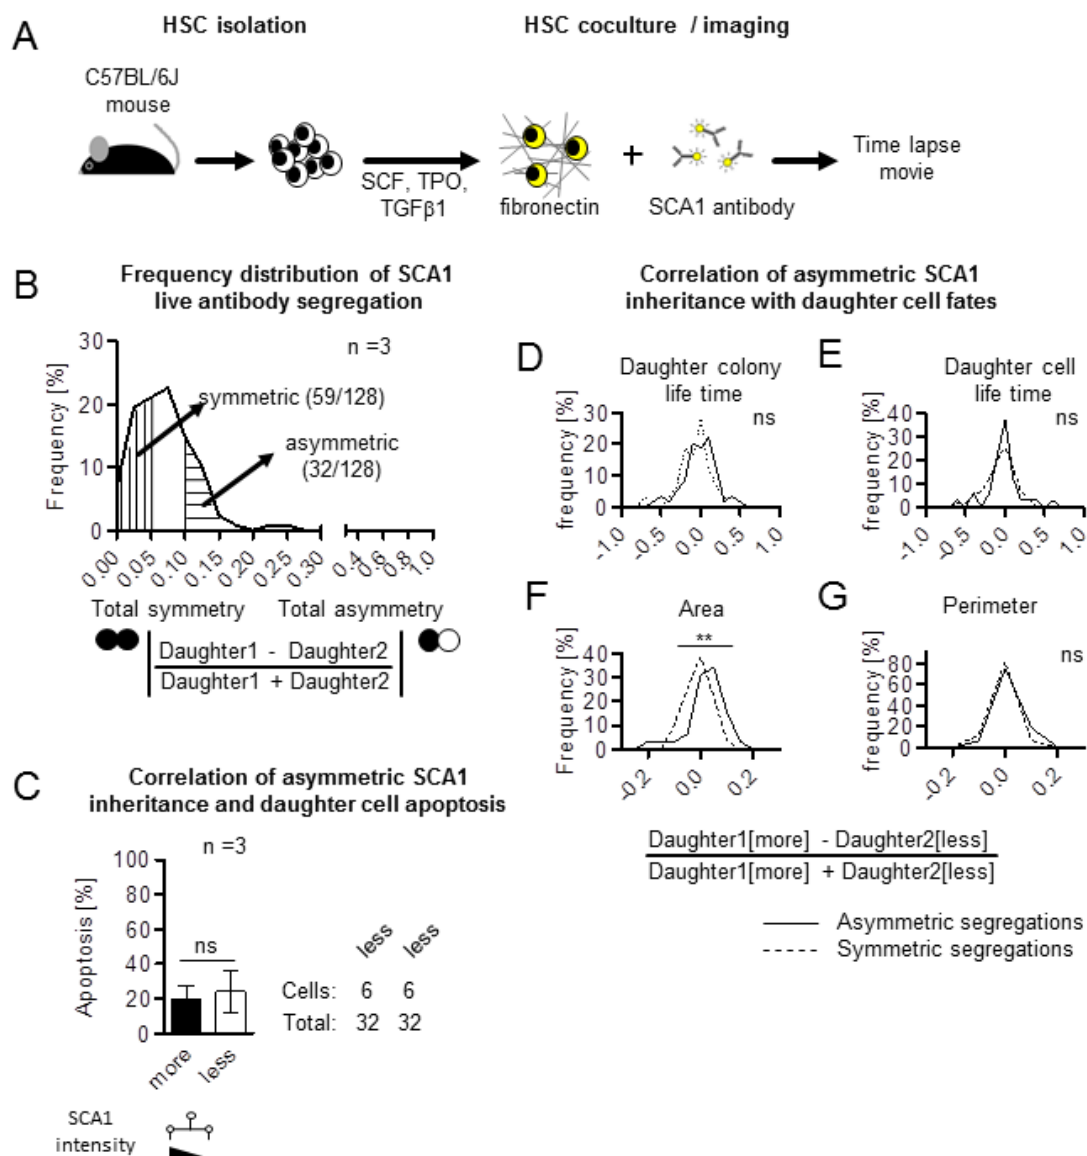 A
HSC isolation
HSC coculture / imaging
C57BL/6J
mouse
SCF, TPO,
TGFβ1
fibronectin
+
SCA1 antibody
Time lapse
movie
B
Frequency distribution of SCA1
live antibody segregation
n =3
Frequency [%]
30
20
10
0
symmetric (59/128)
asymmetric
(32/128)
0.00
0.05
0.10
0.15
0.20
0.25
0.30
0.4
0.6
0.8
1.0
Total symmetry
Total asymmetry
Daughter1 - Daughter2
Daughter1 + Daughter2
C
Correlation of asymmetric SCA1
inheritance and daughter cell apoptosis
n =3
Apoptosis [%]
100
80
60
40
20
0
ns
more
less
less less
Cells: 6 6
Total: 32 32
SCA1
intensity
Correlation of asymmetric SCA1
inheritance with daughter cell fates
D
Daughter colony
life time
ns
frequency [%]
30
20
10
0
-1.0
-0.5
0.0
0.5
1.0
E
Daughter cell
life time
ns
frequency [%]
40
30
20
10
0
-1.0
-0.5
0.0
0.5
1.0
F
Area
**
Frequency [%]
40
30
20
10
0
-0.2
0.0
0.2
G
Perimeter
ns
frequency [%]
80
60
40
20
0
-0.2
0.0
0.2
Daughter1[more] - Daughter2[less]
Daughter1[more] + Daughter2[less]
Asymmetric segregations
Symmetric segregations